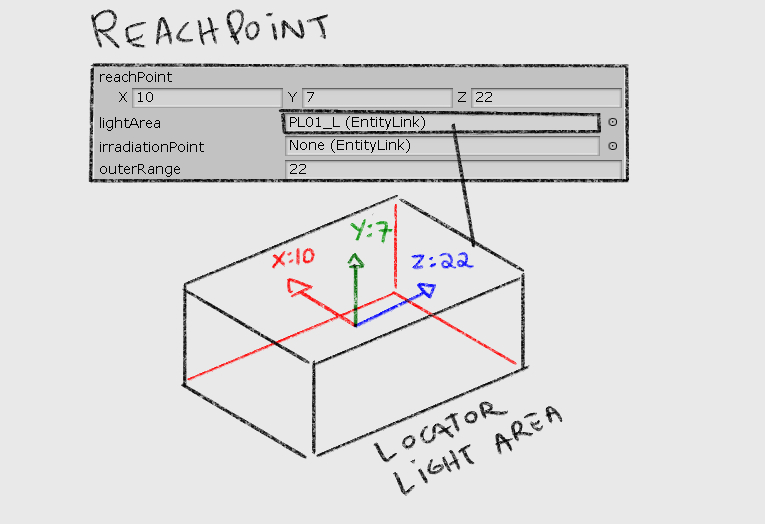 REACHPOINT
reachPoint
X 10 Y 7 Z 22
lightArea PL01_L (EntityLink)
irradiationPoint None (EntityLink)
outerRange 22
Y:7
X:10
Z:22
LOCATOR
LIGHT AREA